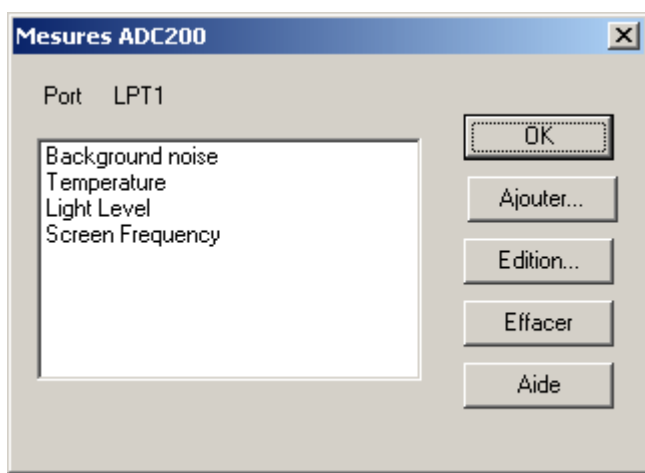 Mesures ADC200
Port LPT1
Background noise
Temperature
Light Level
Screen Frequency
OK
Ajouter...
Edition...
Effacer
Aide